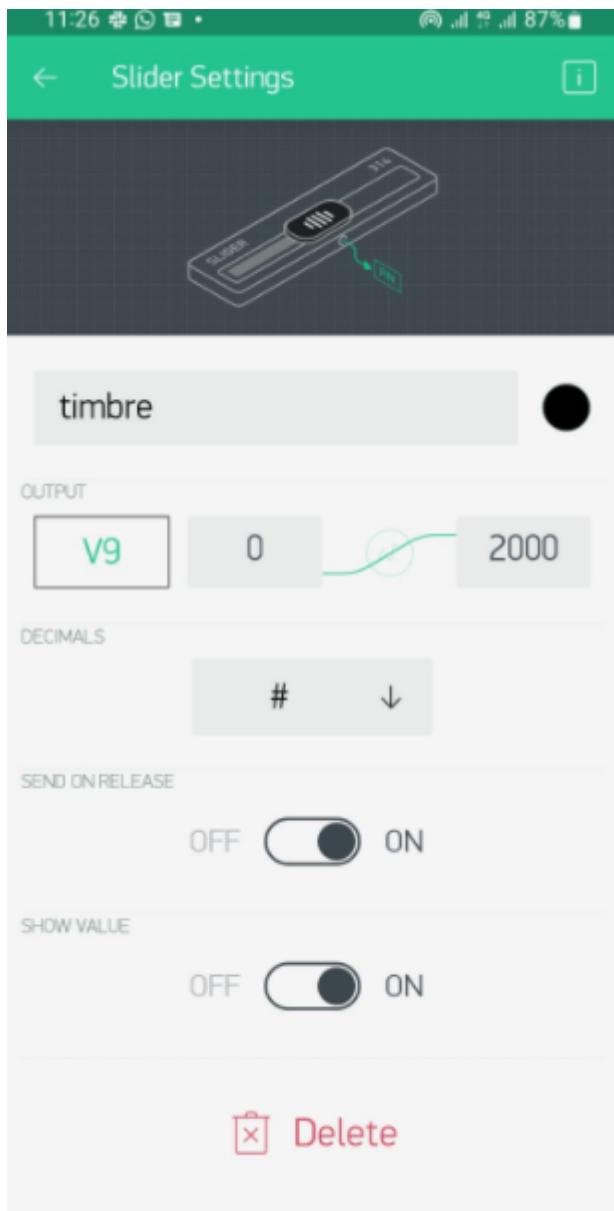 11:26 87%
← Slider Settings i
314
SLIDER
PIN
timbre
OUTPUT
V9 0 2000
DECIMALS
# ↓
SEND ON RELEASE
OFF ON
SHOW VALUE
OFF ON
Delete